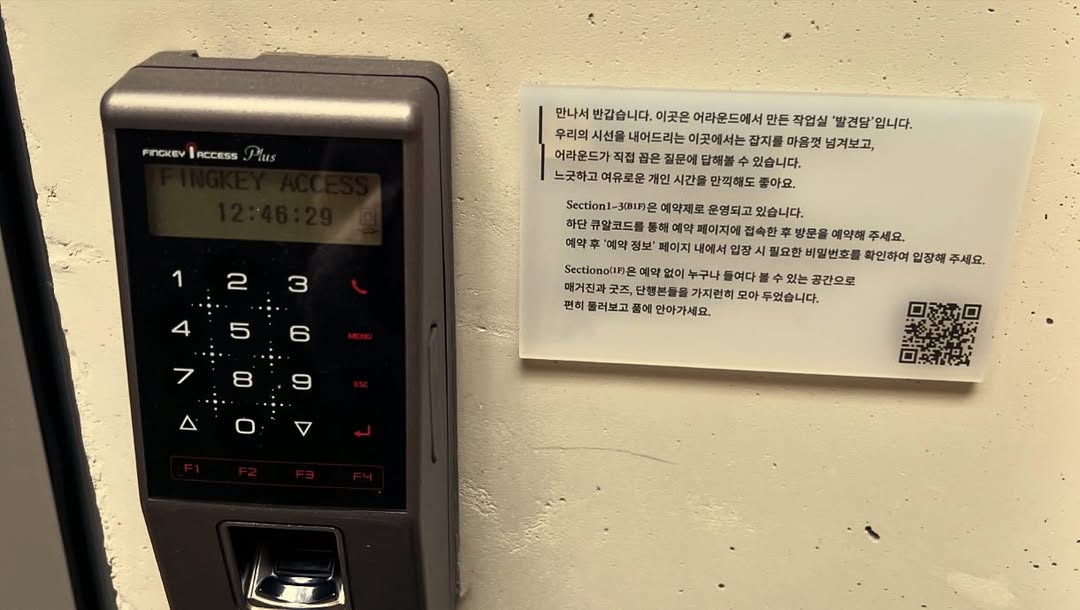 FINGKEY ACCESS Plus
FINGKEY ACCESS
12:46:29
1 2 3
4 5 6 MENU
7 8 9 ESC
0
F1 F2 F3 F4
만나서 반갑습니다. 이곳은 어라운드에서 만든 작업실 ‘발견담’입니다.
우리의 시선을 내어드리는 이곳에서는 잡지를 마음껏 넘겨보고,
어라운드가 직접 꼽은 질문에 답해볼 수 있습니다.
느긋하고 여유로운 개인 시간을 만끽해도 좋아요.
Section1~3(B1F)은 예약제로 운영되고 있습니다.
하단 큐알코드를 통해 예약 페이지에 접속한 후 방문을 예약해 주세요.
예약 후 ‘예약 정보’ 페이지 내에서 입장 시 필요한 비밀번호를 확인하여 입장해 주세요.
Section0(1F)은 예약 없이 누구나 들여다 볼 수 있는 공간으로
매거진과 굿즈, 단행본들을 가지런히 모아 두었습니다.
편히 둘러보고 품에 안아가세요.